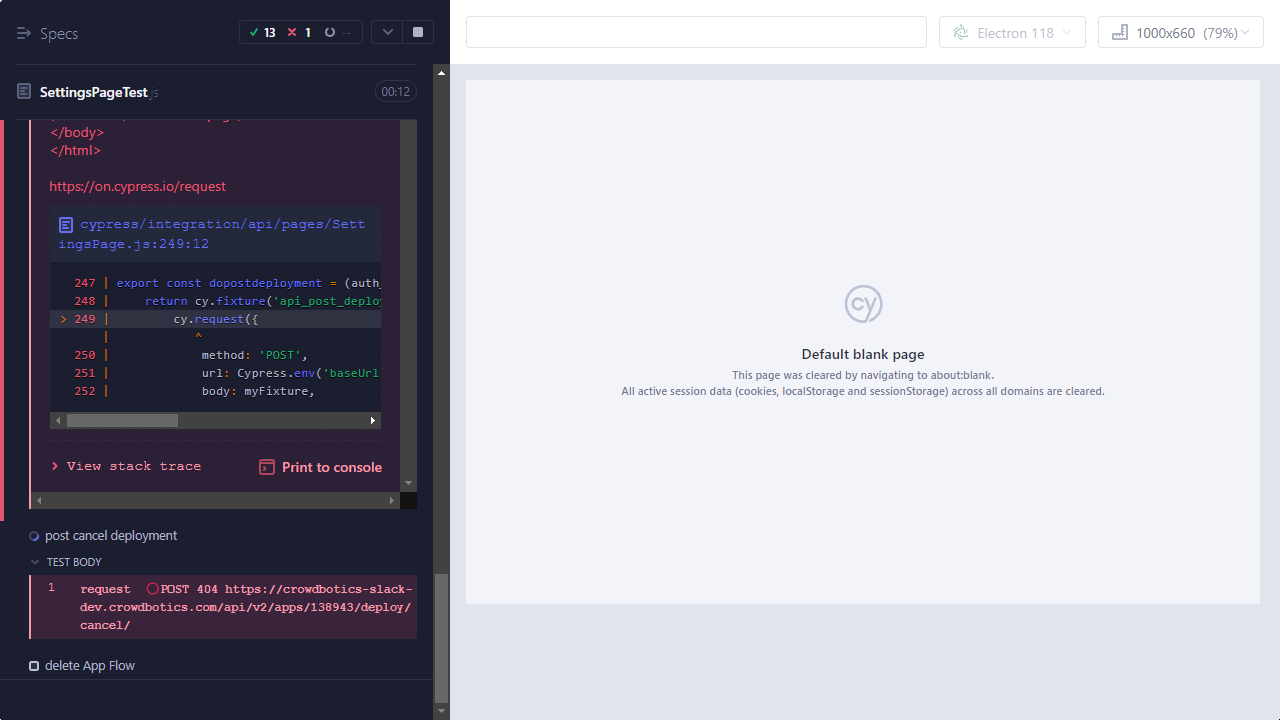 Specs
13
1
--
Electron 118
1000x660 (79%)
SettingsPageTest.js
00:12
</body>
</html>
https://on.cypress.io/request
cypress/integration/api/pages/Sett
ingsPage.js:249:12
247 | export const dopostdeployment = (auth_
248 | return cy.fixture('api_post_deploy
> 249 | cy.request({
| ^
250 | method: 'POST',
251 | url: Cypress.env('baseUrl
252 | body: myFixture,
> View stack trace
Print to console
post cancel deployment
TEST BODY
1 request POST 404 https://crowdbotics-slack-
dev.crowdbotics.com/api/v2/apps/138943/deploy/
cancel/
delete App Flow
cy
Default blank page
This page was cleared by navigating to about:blank.
All active session data (cookies, localStorage and sessionStorage) across all domains are cleared.